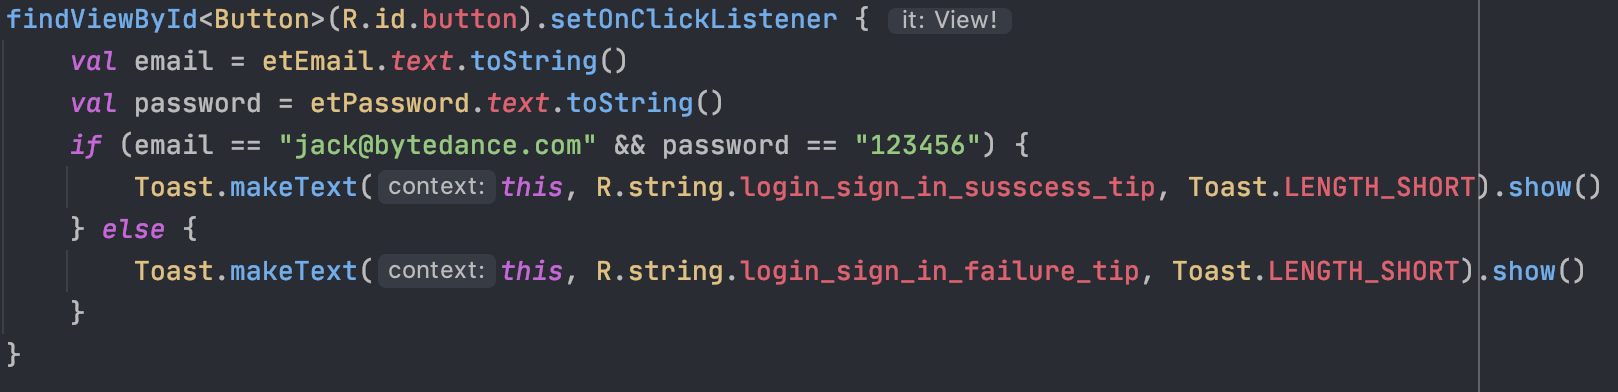 findViewById<Button>(R.id.button).setOnClickListener { it: View!
val email = etEmail.text.toString()
val password = etPassword.text.toString()
if (email == "jack@bytedance.com" && password == "123456") {
Toast.makeText( context: this, R.string.login_sign_in_susscess_tip, Toast.LENGTH_SHORT).show()
} else {
Toast.makeText( context: this, R.string.login_sign_in_failure_tip, Toast.LENGTH_SHORT).show()
}
}